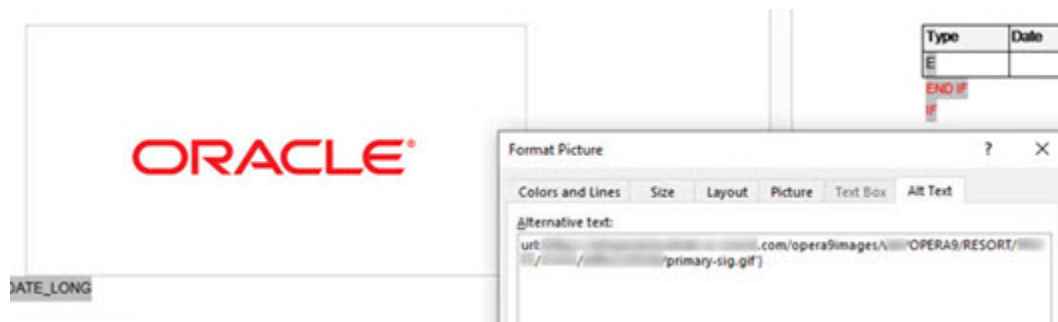 ORACLE®
DATE_LONG
Type Date
E
END IF
IF
Format Picture ? X
Colors and Lines Size Layout Picture Text Box Alt Text
Alternative text:
url: .com/opera9images/ /OPERA9/RESORT/
/ / /primary-sig.gif'}